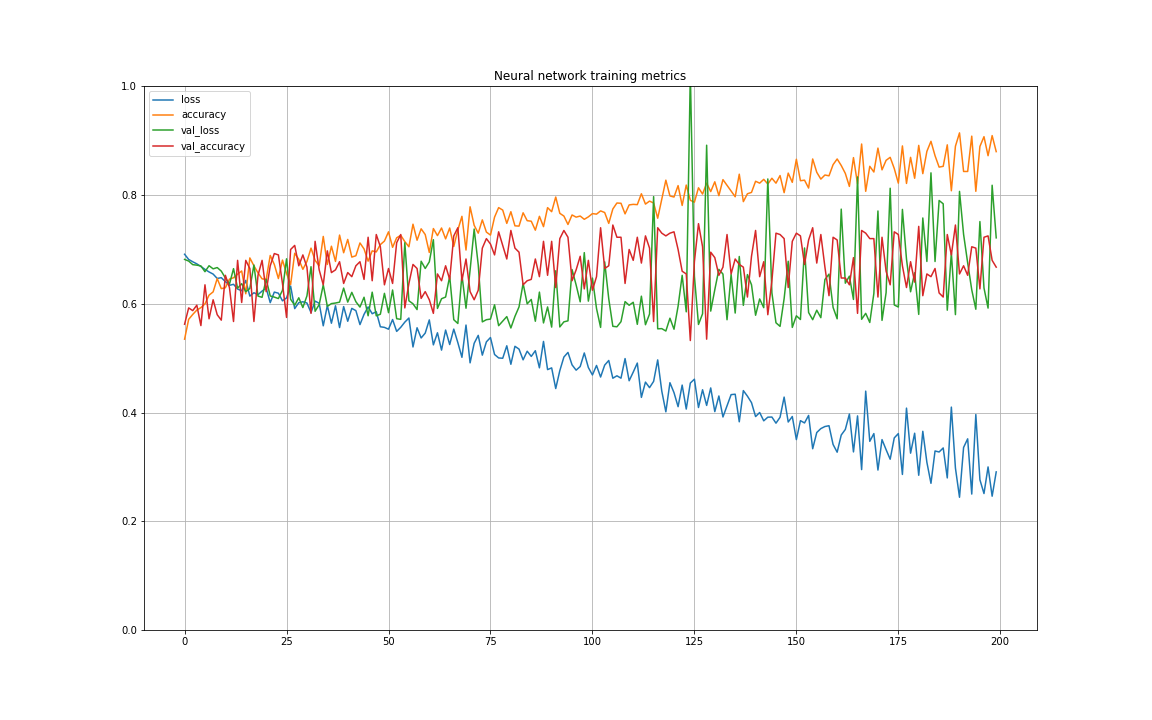 Neural network training metrics
1.0
loss
accuracy
val_loss
val_accuracy
0.8
0.6
0.4
0.2
0.0
0 25 50 75 100 125 150 175 200